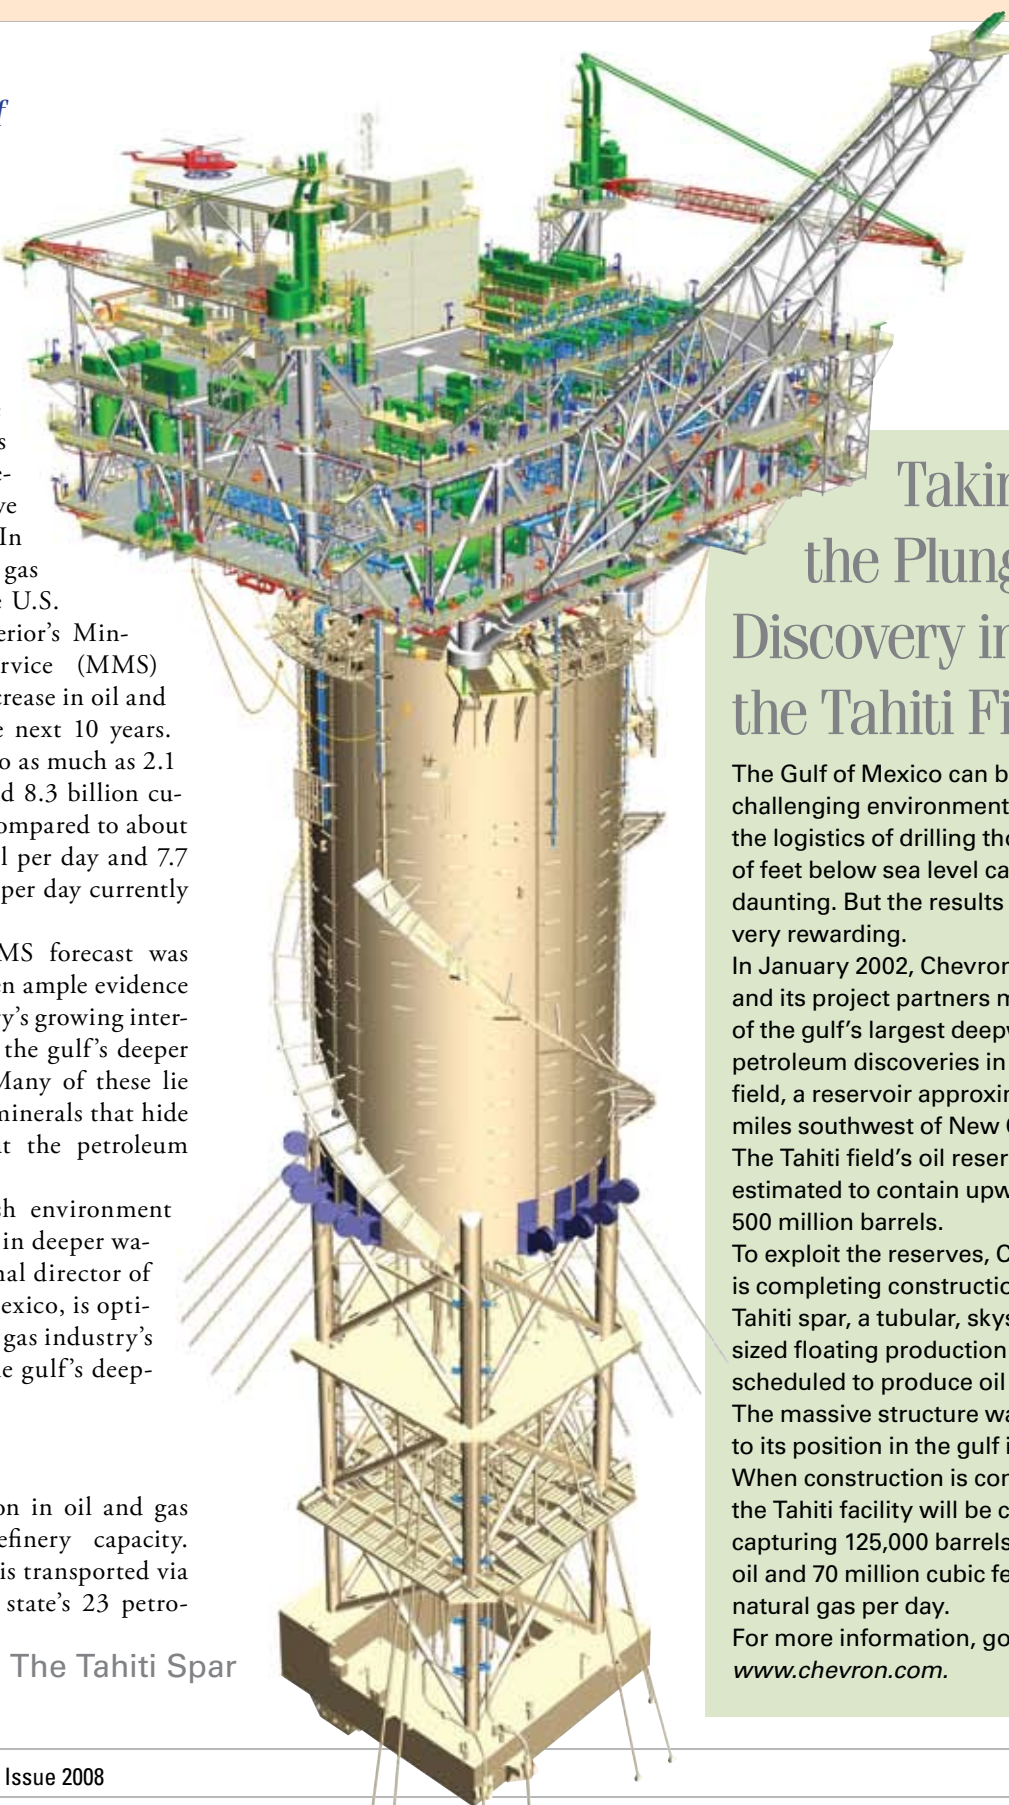 f
s
e-
ve
In
gas
U.S.
erior's Min-
rvice (MMS)
crease in oil and
e next 10 years.
o as much as 2.1
d 8.3 billion cu-
ompared to about
l per day and 7.7
per day currently
MS forecast was
en ample evidence
ry's growing inter-
the gulf's deeper
Many of these lie
minerals that hide
t the petroleum
sh environment
in deeper wa-
nal director of
exico, is opti-
gas industry's
e gulf's deep-
on in oil and gas
efinery capacity.
is transported via
state's 23 petro-
The Tahiti Spar
Takin
the Plung
Discovery in
the Tahiti Fi
The Gulf of Mexico can b
challenging environment
the logistics of drilling tho
of feet below sea level ca
daunting. But the results
very rewarding.
In January 2002, Chevron
and its project partners m
of the gulf's largest deepw
petroleum discoveries in
field, a reservoir approxin
miles southwest of New O
The Tahiti field's oil reser
estimated to contain upw
500 million barrels.
To exploit the reserves, C
is completing constructio
Tahiti spar, a tubular, skys
sized floating production
scheduled to produce oil
The massive structure wa
to its position in the gulf i
When construction is con
the Tahiti facility will be c
capturing 125,000 barrels
oil and 70 million cubic fe
natural gas per day.
For more information, go
www.chevron.com.
Issue 2008